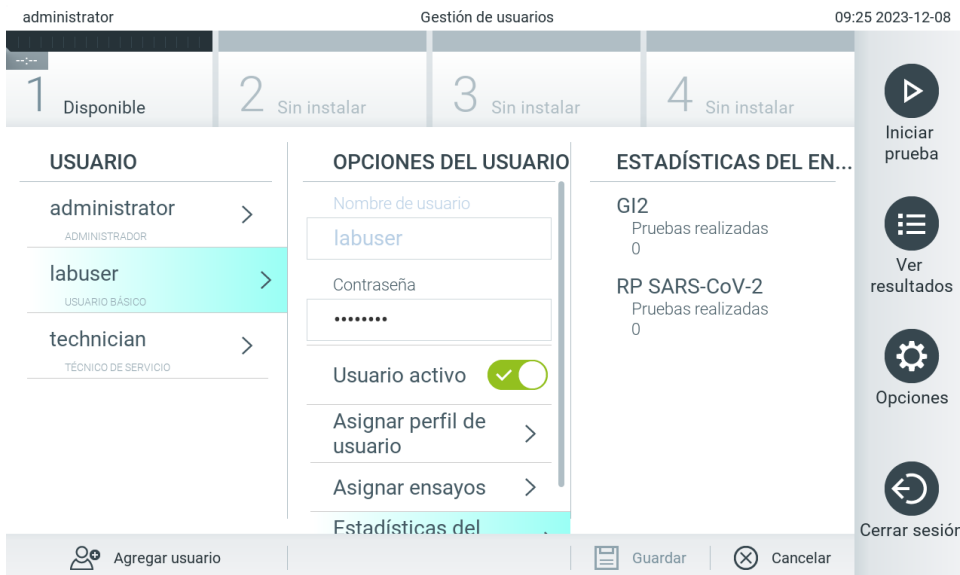 administrator
Gestión de usuarios
09:25 2023-12-08
--:--
1 Disponible
2 Sin instalar
3 Sin instalar
4 Sin instalar
USUARIO
administrator
ADMINISTRADOR
labuser
USUARIO BÁSICO
technician
TÉCNICO DE SERVICIO
OPCIONES DEL USUARIO
Nombre de usuario
labuser
Contraseña
••••••••
Usuario activo
Asignar perfil de
usuario
Asignar ensayos
Estadísticas del
ESTADÍSTICAS DEL EN...
GI2
Pruebas realizadas
0
RP SARS-CoV-2
Pruebas realizadas
0
Iniciar
prueba
Ver
resultados
Opciones
Cerrar sesión
Agregar usuario
Guardar
Cancelar